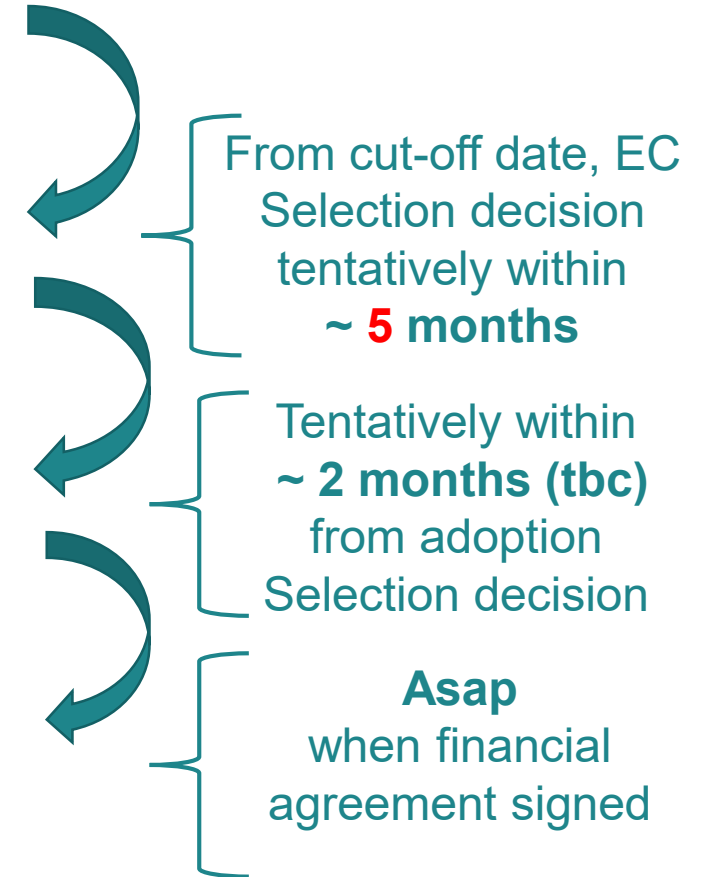 From cut-off date, EC
Selection decision
tentatively within
~ 5 months
Tentatively within
~ 2 months (tbc)
from adoption
Selection decision
Asap
when financial
agreement signed